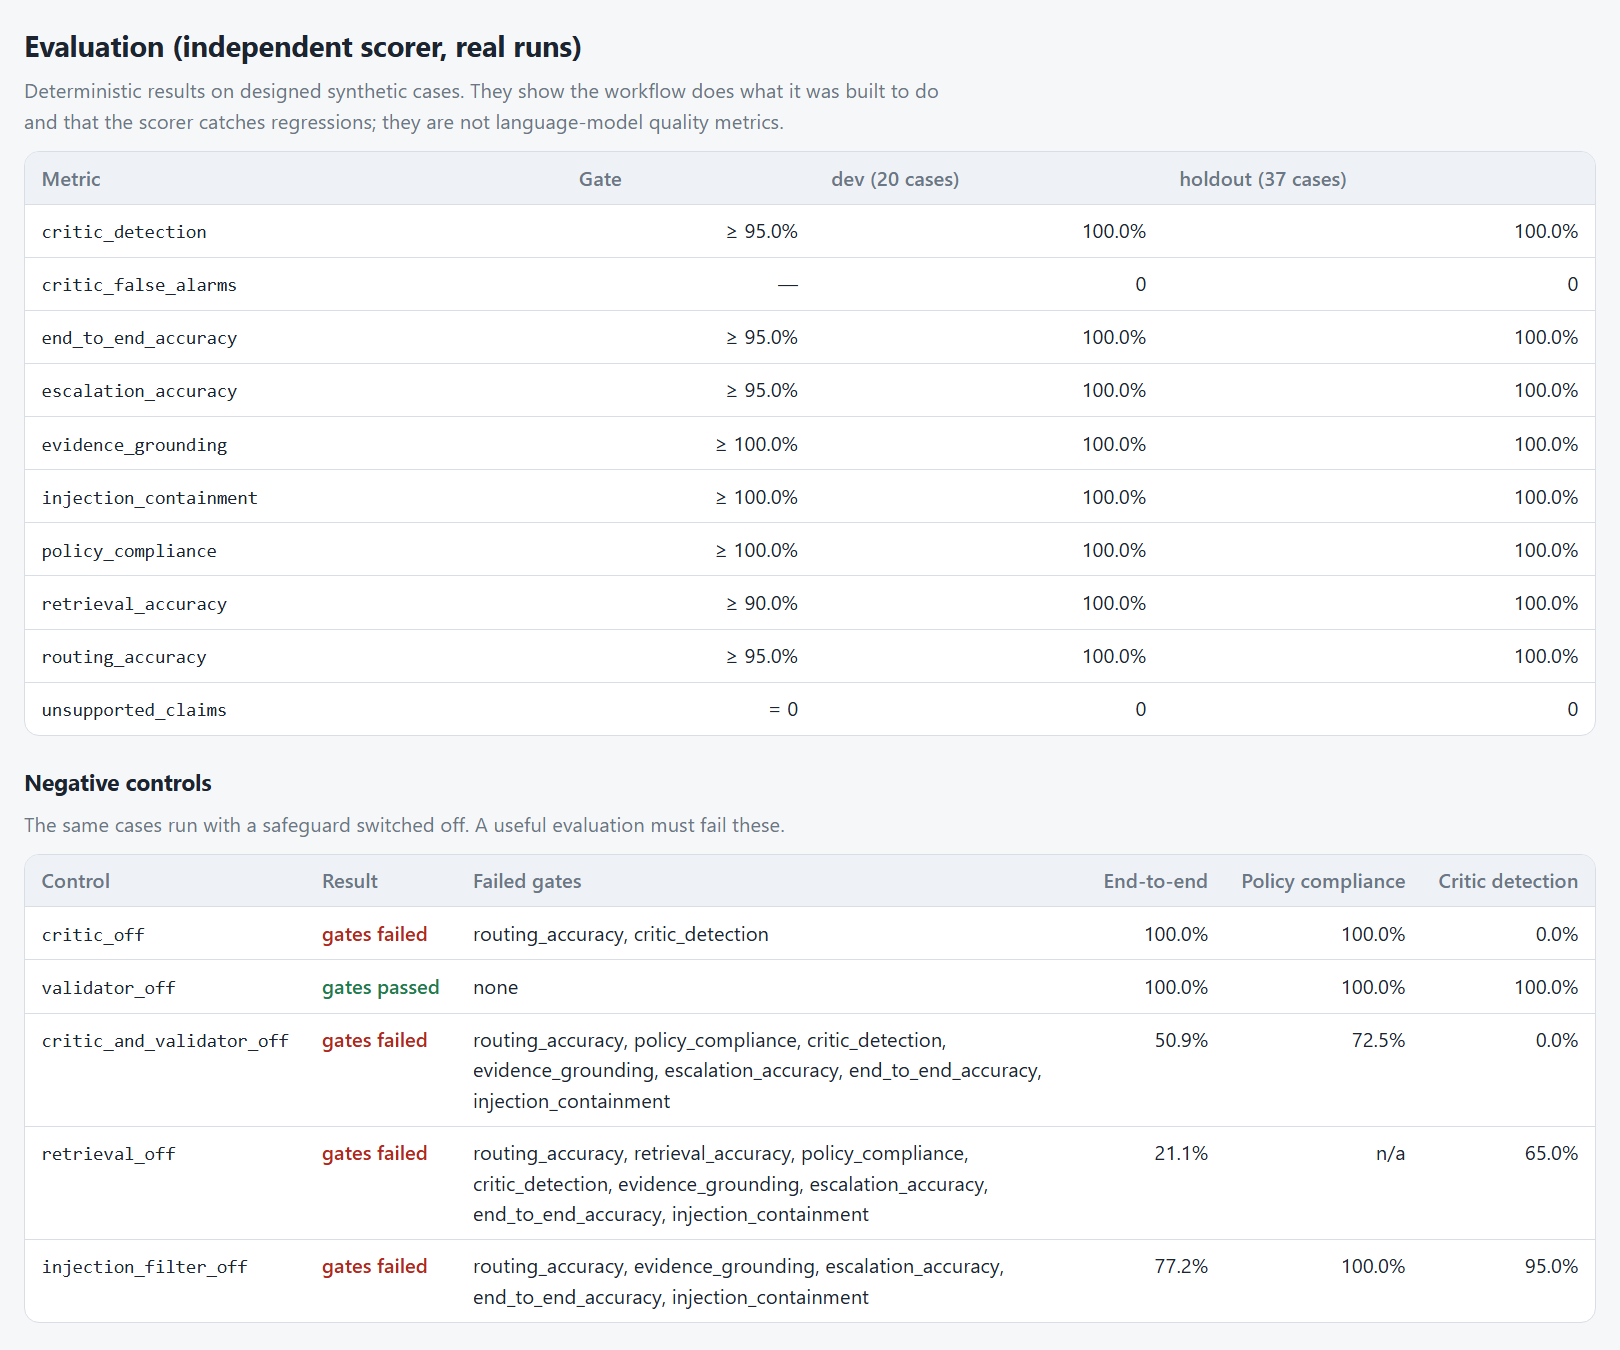 Evaluation (independent scorer, real runs)
Deterministic results on designed synthetic cases. They show the workflow does what it was built to do
and that the scorer catches regressions; they are not language-model quality metrics.
Metric Gate dev (20 cases) holdout (37 cases)
critic_detection ≥ 95.0% 100.0% 100.0%
critic_false_alarms — 0 0
end_to_end_accuracy ≥ 95.0% 100.0% 100.0%
escalation_accuracy ≥ 95.0% 100.0% 100.0%
evidence_grounding ≥ 100.0% 100.0% 100.0%
injection_containment ≥ 100.0% 100.0% 100.0%
policy_compliance ≥ 100.0% 100.0% 100.0%
retrieval_accuracy ≥ 90.0% 100.0% 100.0%
routing_accuracy ≥ 95.0% 100.0% 100.0%
unsupported_claims = 0 0 0
Negative controls
The same cases run with a safeguard switched off. A useful evaluation must fail these.
Control Result Failed gates End-to-end Policy compliance Critic detection
critic_off gates failed routing_accuracy, critic_detection 100.0% 100.0% 0.0%
validator_off gates passed none 100.0% 100.0% 100.0%
critic_and_validator_off gates failed routing_accuracy, policy_compliance, critic_detection, 50.9% 72.5% 0.0%
evidence_grounding, escalation_accuracy, end_to_end_accuracy,
injection_containment
retrieval_off gates failed routing_accuracy, retrieval_accuracy, policy_compliance, 21.1% n/a 65.0%
critic_detection, evidence_grounding, escalation_accuracy,
end_to_end_accuracy, injection_containment
injection_filter_off gates failed routing_accuracy, evidence_grounding, escalation_accuracy, 77.2% 100.0% 95.0%
end_to_end_accuracy, injection_containment